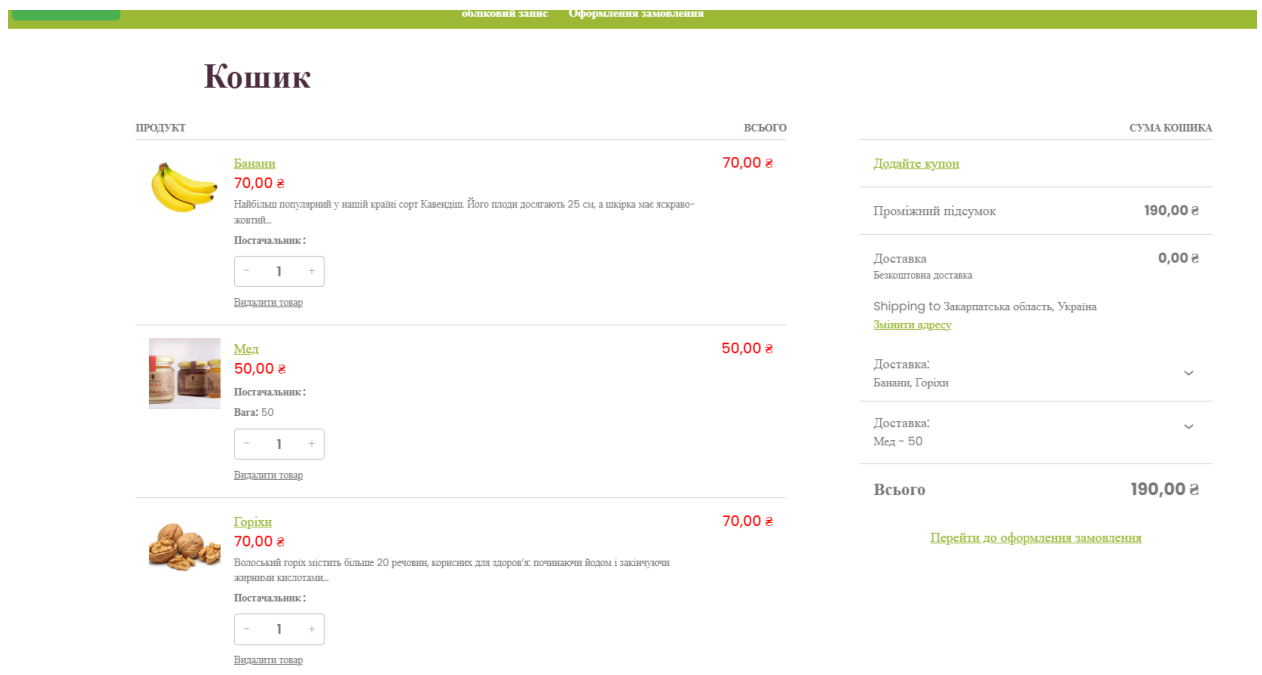 обліковий запис Оформлення замовлення
Кошик
ПРОДУКТ ВСЬОГО
Банани 70,00 ₴
70,00 ₴
Найбільш популярний у нашій країні сорт Кавендіш. Його плоди досягають 25 см, а шкірка має яскраво-
жовтий...
Постачальник :
- 1 +
Видалити товар
Мед 50,00 ₴
50,00 ₴
Постачальник :
Вага: 50
- 1 +
Видалити товар
Горіхи 70,00 ₴
70,00 ₴
Волоський горіх містить більше 20 речовин, корисних для здоров'я: починаючи йодом і закінчуючи
жирними кислотами...
Постачальник :
- 1 +
Видалити товар
СУМА КОШИКА
Додайте купон
Проміжний підсумок 190,00 ₴
Доставка 0,00 ₴
Безкоштовна доставка
Shipping to Закарпатська область, Україна
Змінити адресу
Доставка:
Банани, Горіхи
Доставка:
Мед - 50
Всього 190,00 ₴
Перейти до оформлення замовлення